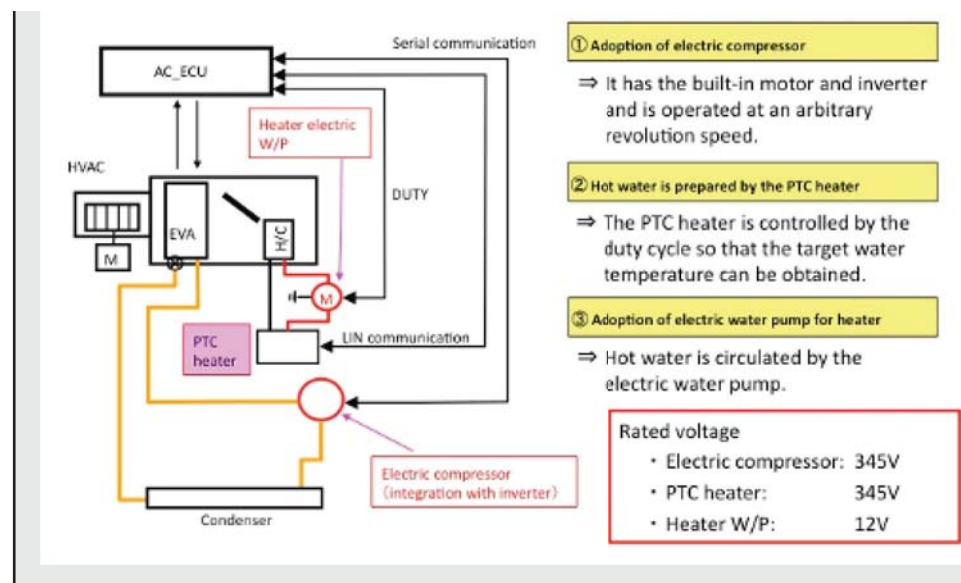 Serial communication
AC_ECU
Heater electric
W/P
HVAC
DUTY
EVA
H/C
M
M
PTC
heater
LIN communication
Electric compressor
(integration with inverter)
Condenser
① Adoption of electric compressor
⇒ It has the built-in motor and inverter
and is operated at an arbitrary
revolution speed.
② Hot water is prepared by the PTC heater
⇒ The PTC heater is controlled by the
duty cycle so that the target water
temperature can be obtained.
③ Adoption of electric water pump for heater
⇒ Hot water is circulated by the
electric water pump.
Rated voltage
・ Electric compressor: 345V
・ PTC heater: 345V
・ Heater W/P: 12V